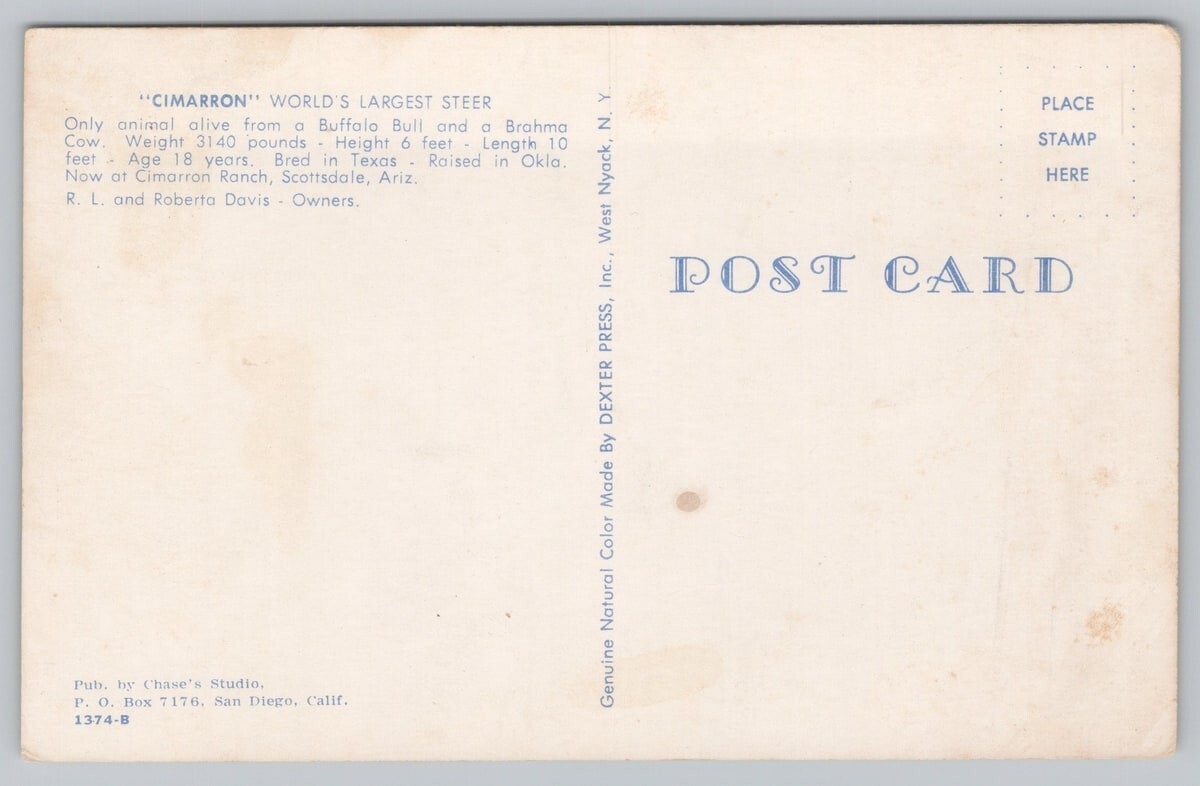 "CIMARRON" WORLD'S LARGEST STEER
Only animal alive from a Buffalo Bull and a Brahma
Cow. Weight 3140 pounds - Height 6 feet - Length 10
feet - Age 18 years. Bred in Texas - Raised in Okla.
Now at Cimarron Ranch, Scottsdale, Ariz.
R. L. and Roberta Davis - Owners.
Pub. by Chase's Studio,
P. O. Box 7176, San Diego, Calif.
1374-B
Genuine Natural Color Made By DEXTER PRESS, Inc., West Nyack, N. Y.
PLACE
STAMP
HERE
POST CARD